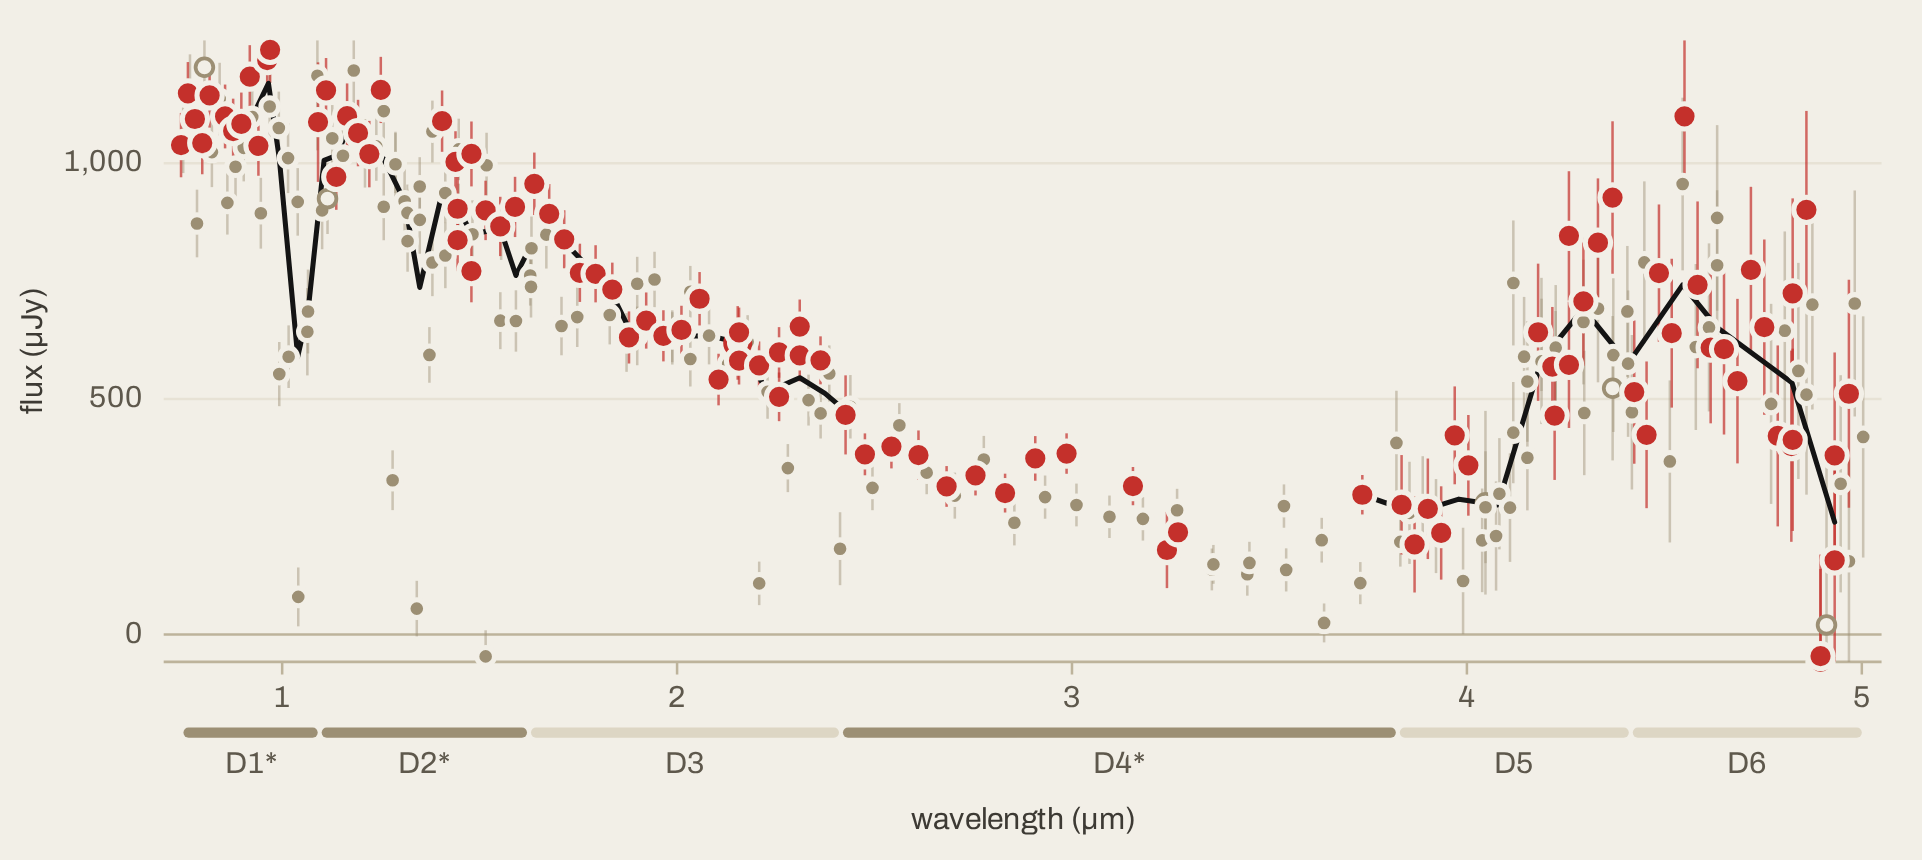 flux (µJy)
1,000
500
0
1 2 3 4 5
D1* D2* D3 D4* D5 D6
wavelength (µm)